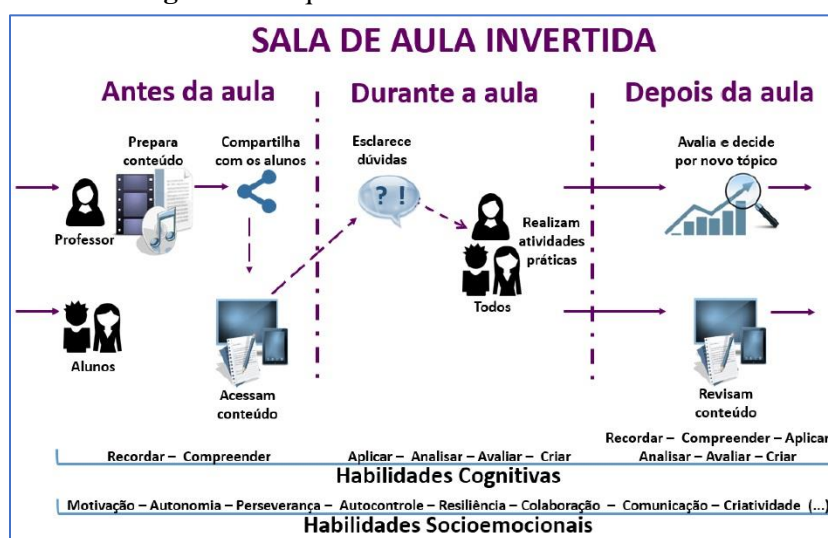 SALA DE AULA INVERTIDA
Antes da aula
Durante a aula
Depois da aula
Prepara
conteúdo
Compartilha
com os alunos
Professor
Alunos
Acessam
conteúdo
Esclarece
dúvidas
? !
Realizam
atividades
práticas
Todos
Avalia e decide
por novo tópico
Revisam
conteúdo
Recordar – Compreender
Aplicar – Analisar – Avaliar – Criar
Recordar – Compreender – Aplicar
Analisar – Avaliar – Criar
Habilidades Cognitivas
Motivação – Autonomia – Perseverança – Autocontrole – Resiliência – Colaboração – Comunicação – Criatividade (...)
Habilidades Socioemocionais